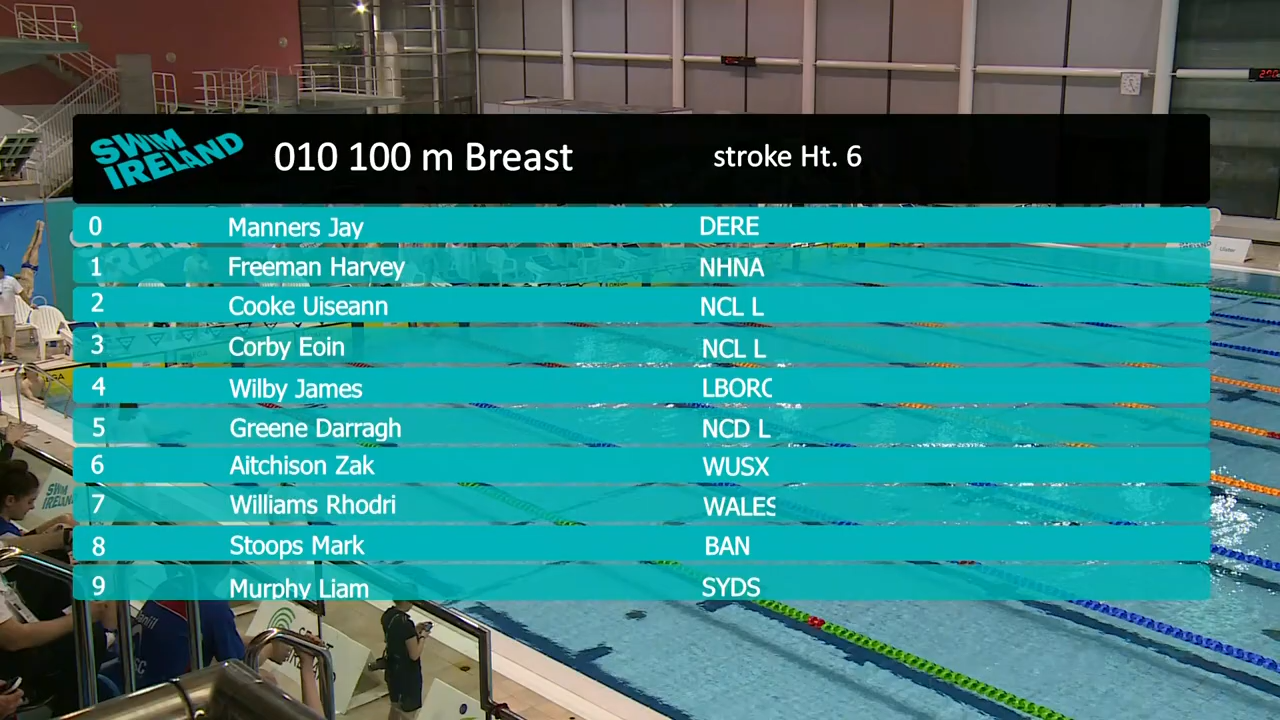 SWIM IRELAND 010 100 m Breast stroke Ht. 6
0 Manners Jay DERE
1 Freeman Harvey NHNA
2 Cooke Uiseann NCL L
3 Corby Eoin NCL L
4 Wilby James LBORC
5 Greene Darragh NCD L
6 Aitchison Zak WUSX
7 Williams Rhodri WALES
8 Stoops Mark BAN
9 Murphy Liam SYDS
SWIM
IRELAND